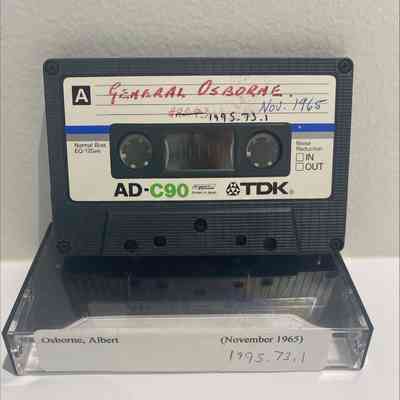 A GENERAL OSBORNE.
Nov. 1965
1995.73.1
Normal Bias
EQ-120μs
Noise
Reduction
IN
OUT
AD-C90 TDK
Osborne, Albert (November 1965)
1995.73.1